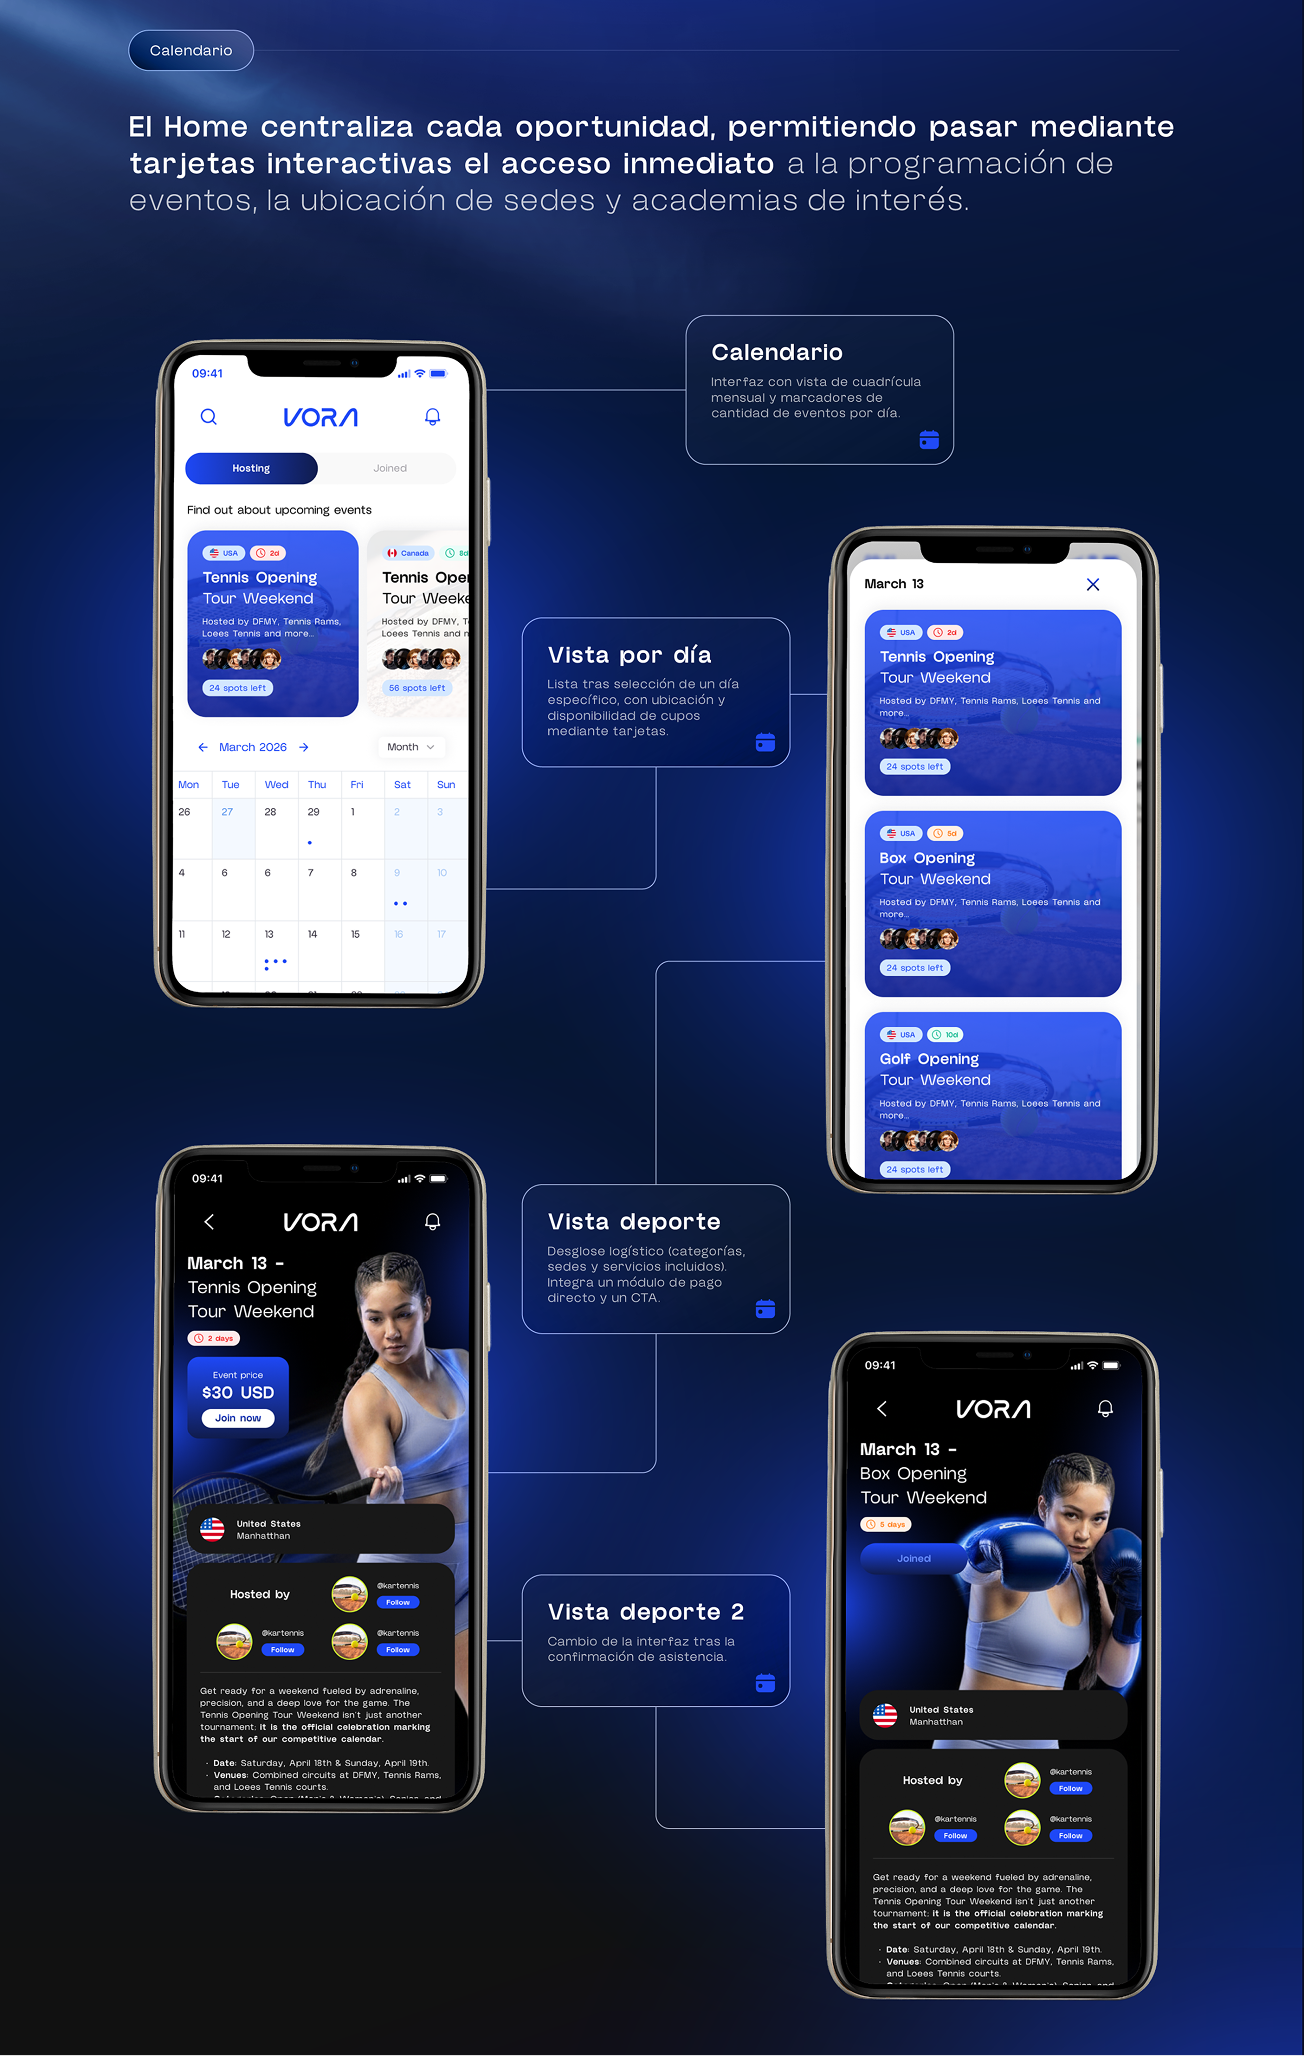 Calendario
El Home centraliza cada oportunidad, permitiendo pasar mediante
tarjetas interactivas el acceso inmediato a la programación de
eventos, la ubicación de sedes y academias de interés.
09:41
VORA
Hosting
Joined
Find out about upcoming events
USA
2d
Tennis Opening
Tour Weekend
Hosted by DFMY, Tennis Rams,
Loees Tennis and more...
24 spots left
Canada
8d
Tennis Oper
Tour Weeke
Hosted by DFMY, T
Loees Tennis and
56 spots left
March 2026
Month
Mon Tue Wed Thu Fri Sat Sun
26 27 28 29 1 2 3
4 6 6 7 8 9 10
11 12 13 14 15 16 17
Calendario
Interfaz con vista de cuadrícula
mensual y marcadores de
cantidad de eventos por día.
Vista por día
Lista tras selección de un día
específico, con ubicación y
disponibilidad de cupos
mediante tarjetas.
March 13
USA
2d
Tennis Opening
Tour Weekend
Hosted by DFMY, Tennis Rams, Loees Tennis and
more...
24 spots left
USA
5d
Box Opening
Tour Weekend
Hosted by DFMY, Tennis Rams, Loees Tennis and
more...
24 spots left
USA
10d
Golf Opening
Tour Weekend
Hosted by DFMY, Tennis Rams, Loees Tennis and
more...
24 spots left
09:41
VORA
March 13 -
Tennis Opening
Tour Weekend
2 days
Event price
$30 USD
Join now
United States
Manhatthan
Hosted by
@kartennis
Follow
@kartennis
Follow
@kartennis
Follow
Get ready for a weekend fueled by adrenaline,
precision, and a deep love for the game. The
Tennis Opening Tour Weekend isn't just another
tournament; it is the official celebration marking
the start of our competitive calendar.
· Date: Saturday, April 18th & Sunday, April 19th.
· Venues: Combined circuits at DFMY, Tennis Rams,
and Loees Tennis courts.
Vista deporte
Desglose logístico (categorías,
sedes y servicios incluidos).
Integra un módulo de pago
directo y un CTA.
Vista deporte 2
Cambio de la interfaz tras la
confirmación de asistencia.
09:41
VORA
March 13 -
Box Opening
Tour Weekend
5 days
Joined
United States
Manhatthan
Hosted by
@kartennis
Follow
@kartennis
Follow
@kartennis
Follow
Get ready for a weekend fueled by adrenaline,
precision, and a deep love for the game. The
Tennis Opening Tour Weekend isn't just another
tournament; it is the official celebration marking
the start of our competitive calendar.
· Date: Saturday, April 18th & Sunday, April 19th.
· Venues: Combined circuits at DFMY, Tennis Rams,
and Loees Tennis courts.